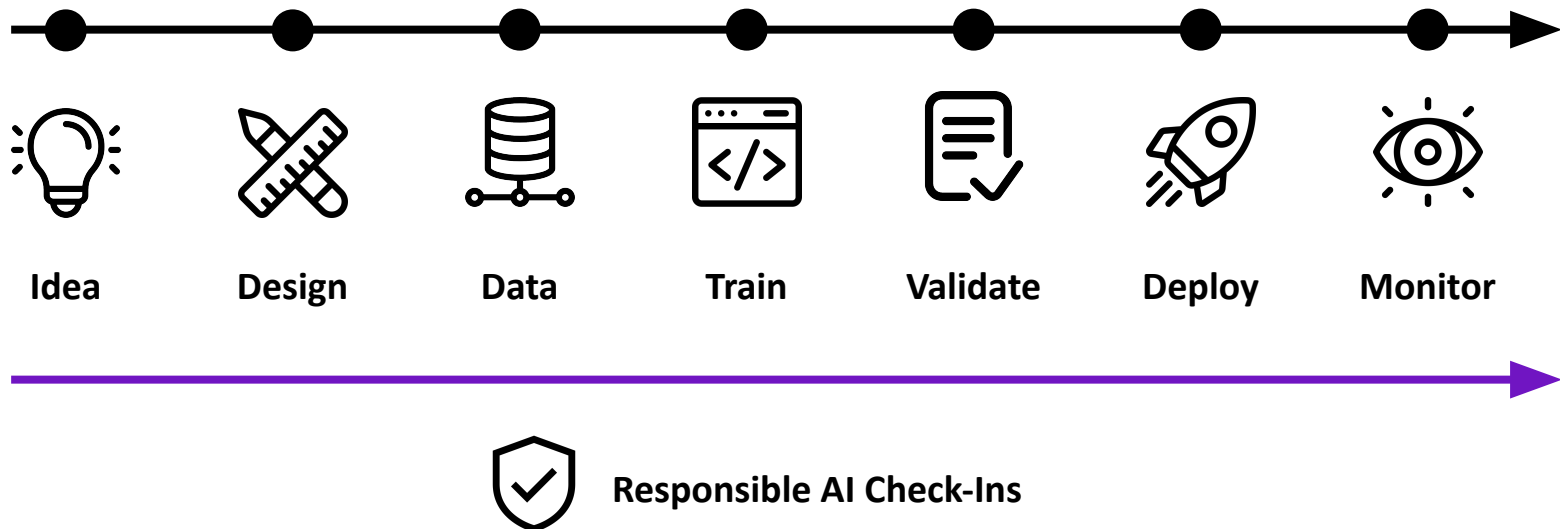 Idea
Design
Data
Train
Validate
Deploy
Monitor
Responsible AI Check-Ins